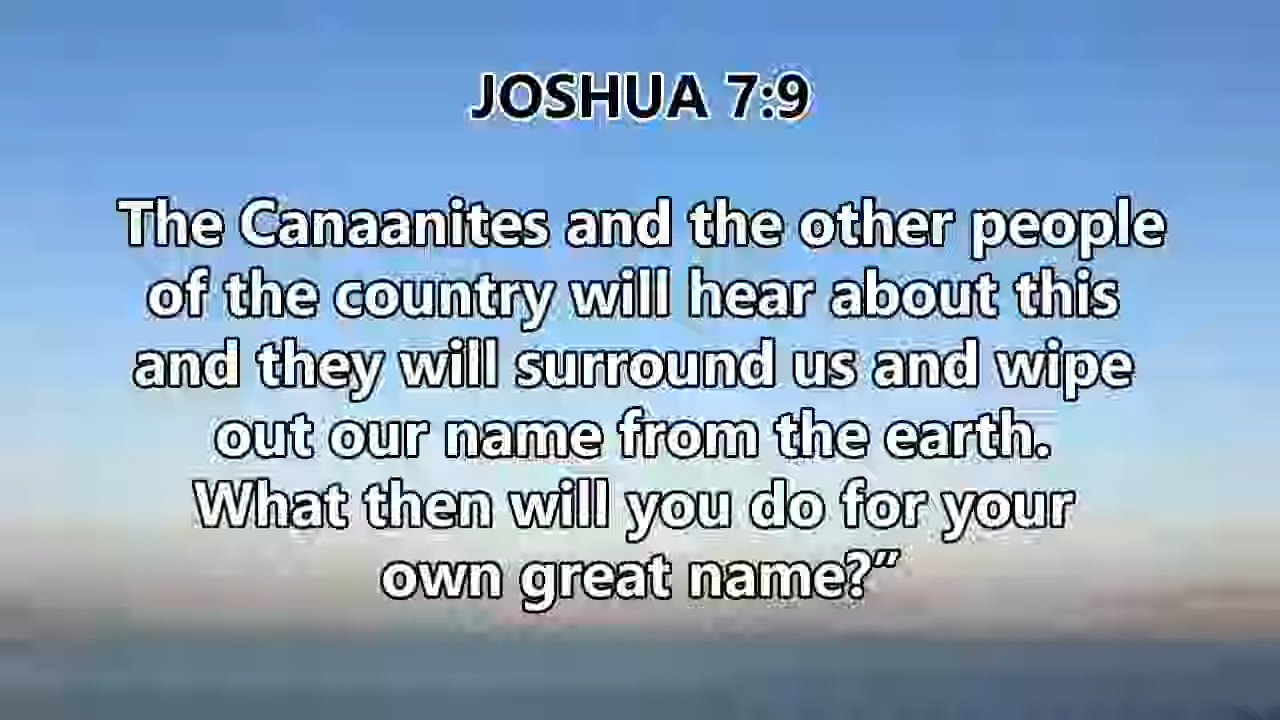 JOSHUA 7:9
The Canaanites and the other people
of the country will hear about this
and they will surround us and wipe
out our name from the earth.
What then will you do for your
own great name?”